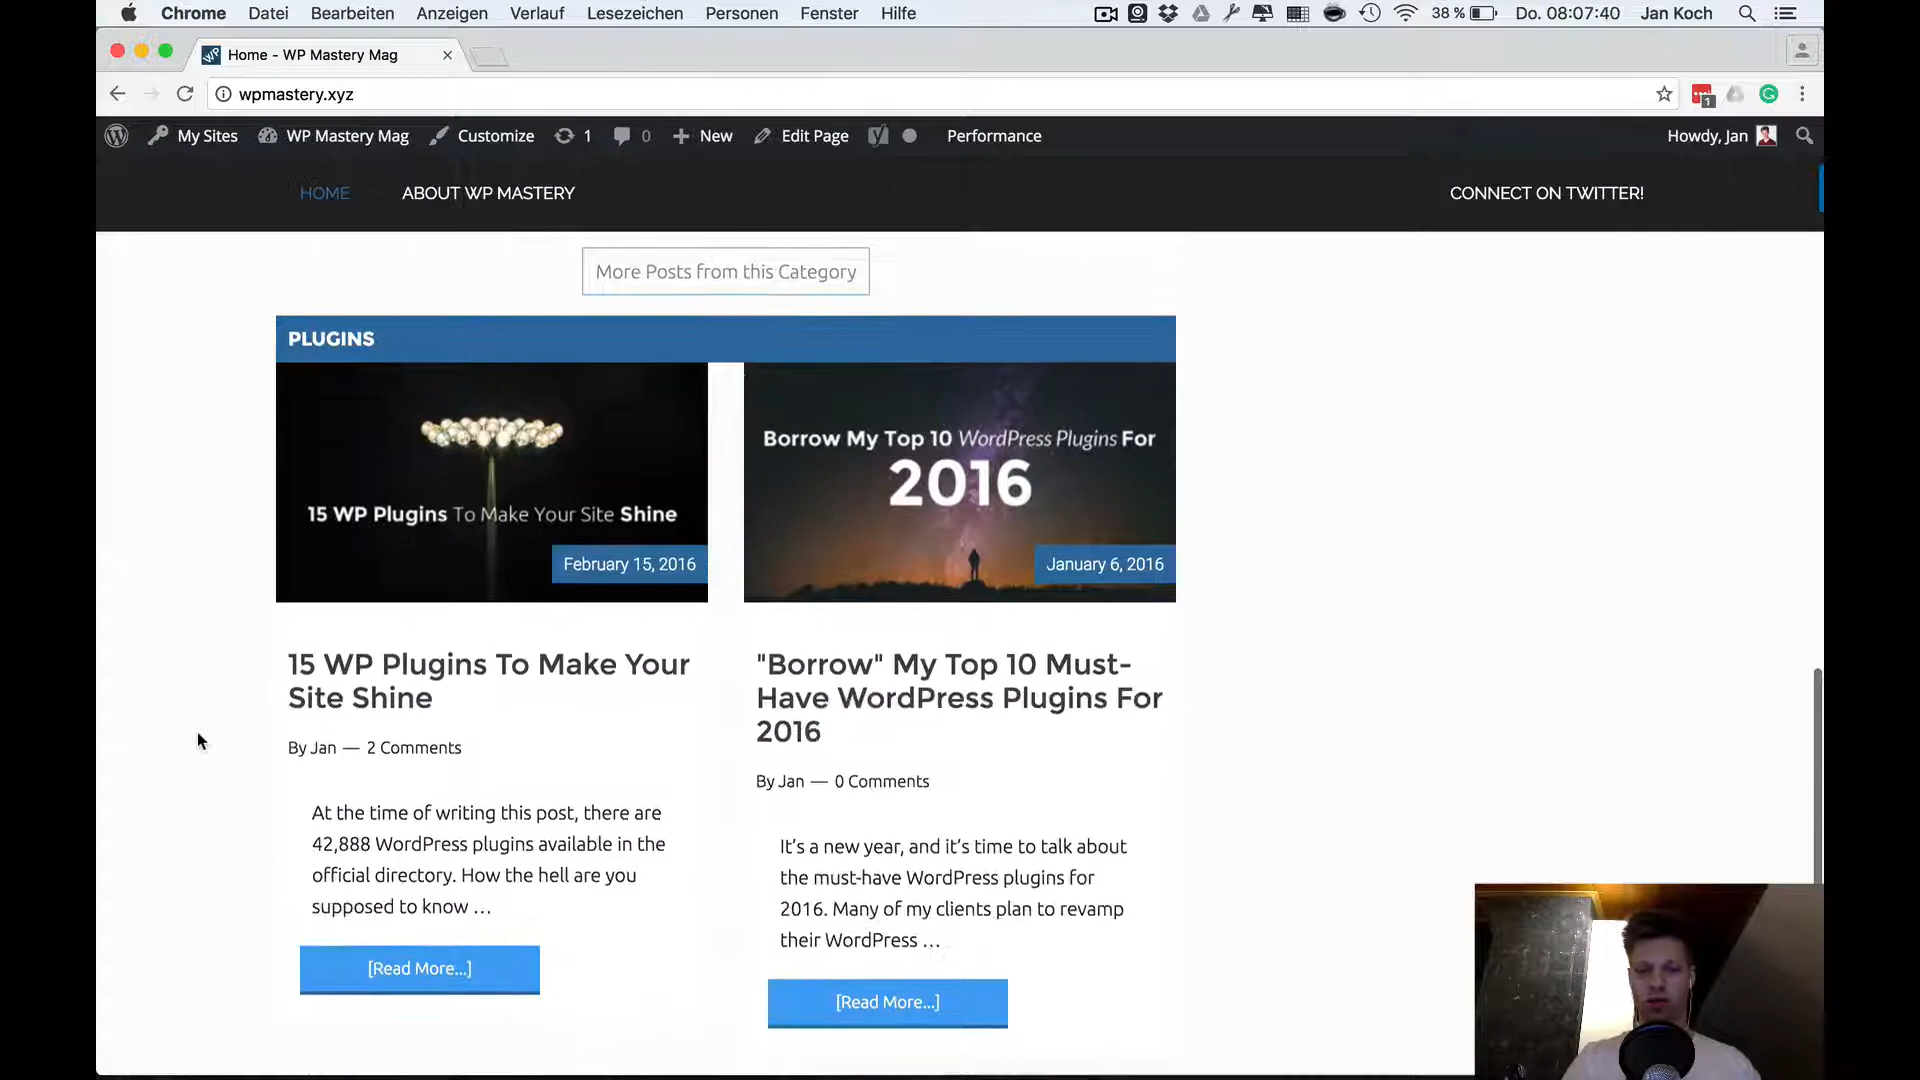 Chrome Datei Bearbeiten Anzeigen Verlauf Lesezeichen Personen Fenster Hilfe 38 % Do. 08:07:40 Jan Koch
Home - WP Mastery Mag
wpmastery.xyz
My Sites WP Mastery Mag Customize 1 0 New Edit Page Performance Howdy, Jan
HOME ABOUT WP MASTERY CONNECT ON TWITTER!
More Posts from this Category
PLUGINS
15 WP Plugins To Make Your Site Shine
February 15, 2016
Borrow My Top 10 WordPress Plugins For
2016
January 6, 2016
15 WP Plugins To Make Your
Site Shine
By Jan — 2 Comments
At the time of writing this post, there are
42,888 WordPress plugins available in the
official directory. How the hell are you
supposed to know …
[Read More...]
"Borrow" My Top 10 Must-
Have WordPress Plugins For
2016
By Jan — 0 Comments
It’s a new year, and it’s time to talk about
the must-have WordPress plugins for
2016. Many of my clients plan to revamp
their WordPress …
[Read More...]